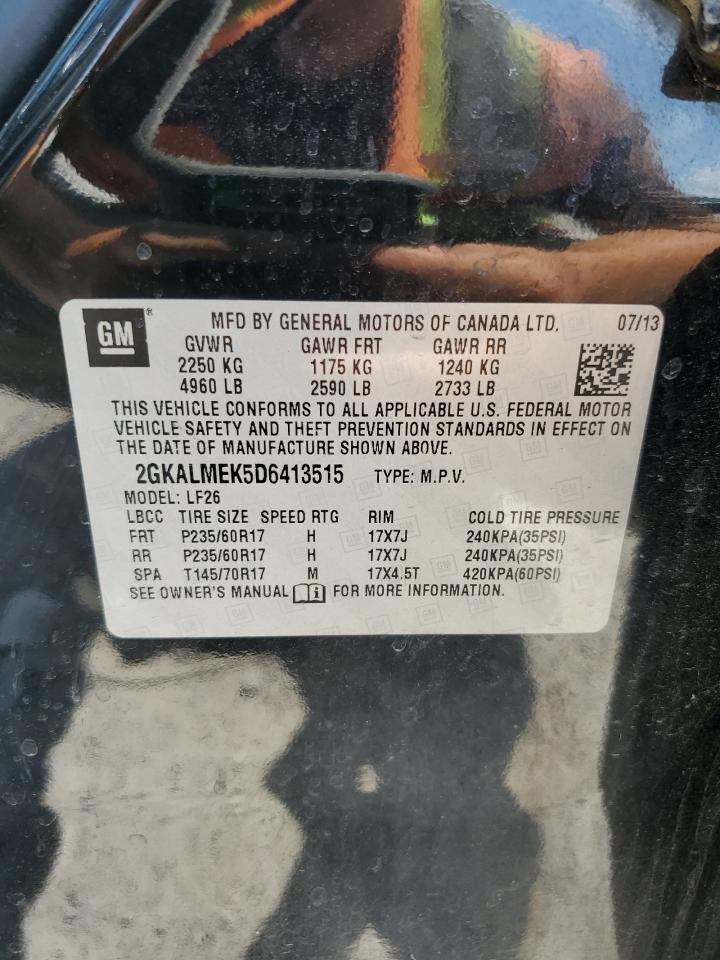 GM ® MFD BY GENERAL MOTORS OF CANADA LTD. 07/13
GVWR GAWR FRT GAWR RR
2250 KG 1175 KG 1240 KG
4960 LB 2590 LB 2733 LB
THIS VEHICLE CONFORMS TO ALL APPLICABLE U.S. FEDERAL MOTOR
VEHICLE SAFETY AND THEFT PREVENTION STANDARDS IN EFFECT ON
THE DATE OF MANUFACTURE SHOWN ABOVE.
2GKALMEK5D6413515 TYPE: M.P.V.
MODEL: LF26
LBCC TIRE SIZE SPEED RTG RIM COLD TIRE PRESSURE
FRT P235/60R17 H 17X7J 240KPA(35PSI)
RR P235/60R17 H 17X7J 240KPA(35PSI)
SPA T145/70R17 M 17X4.5T 420KPA(60PSI)
SEE OWNER'S MANUAL i FOR MORE INFORMATION.